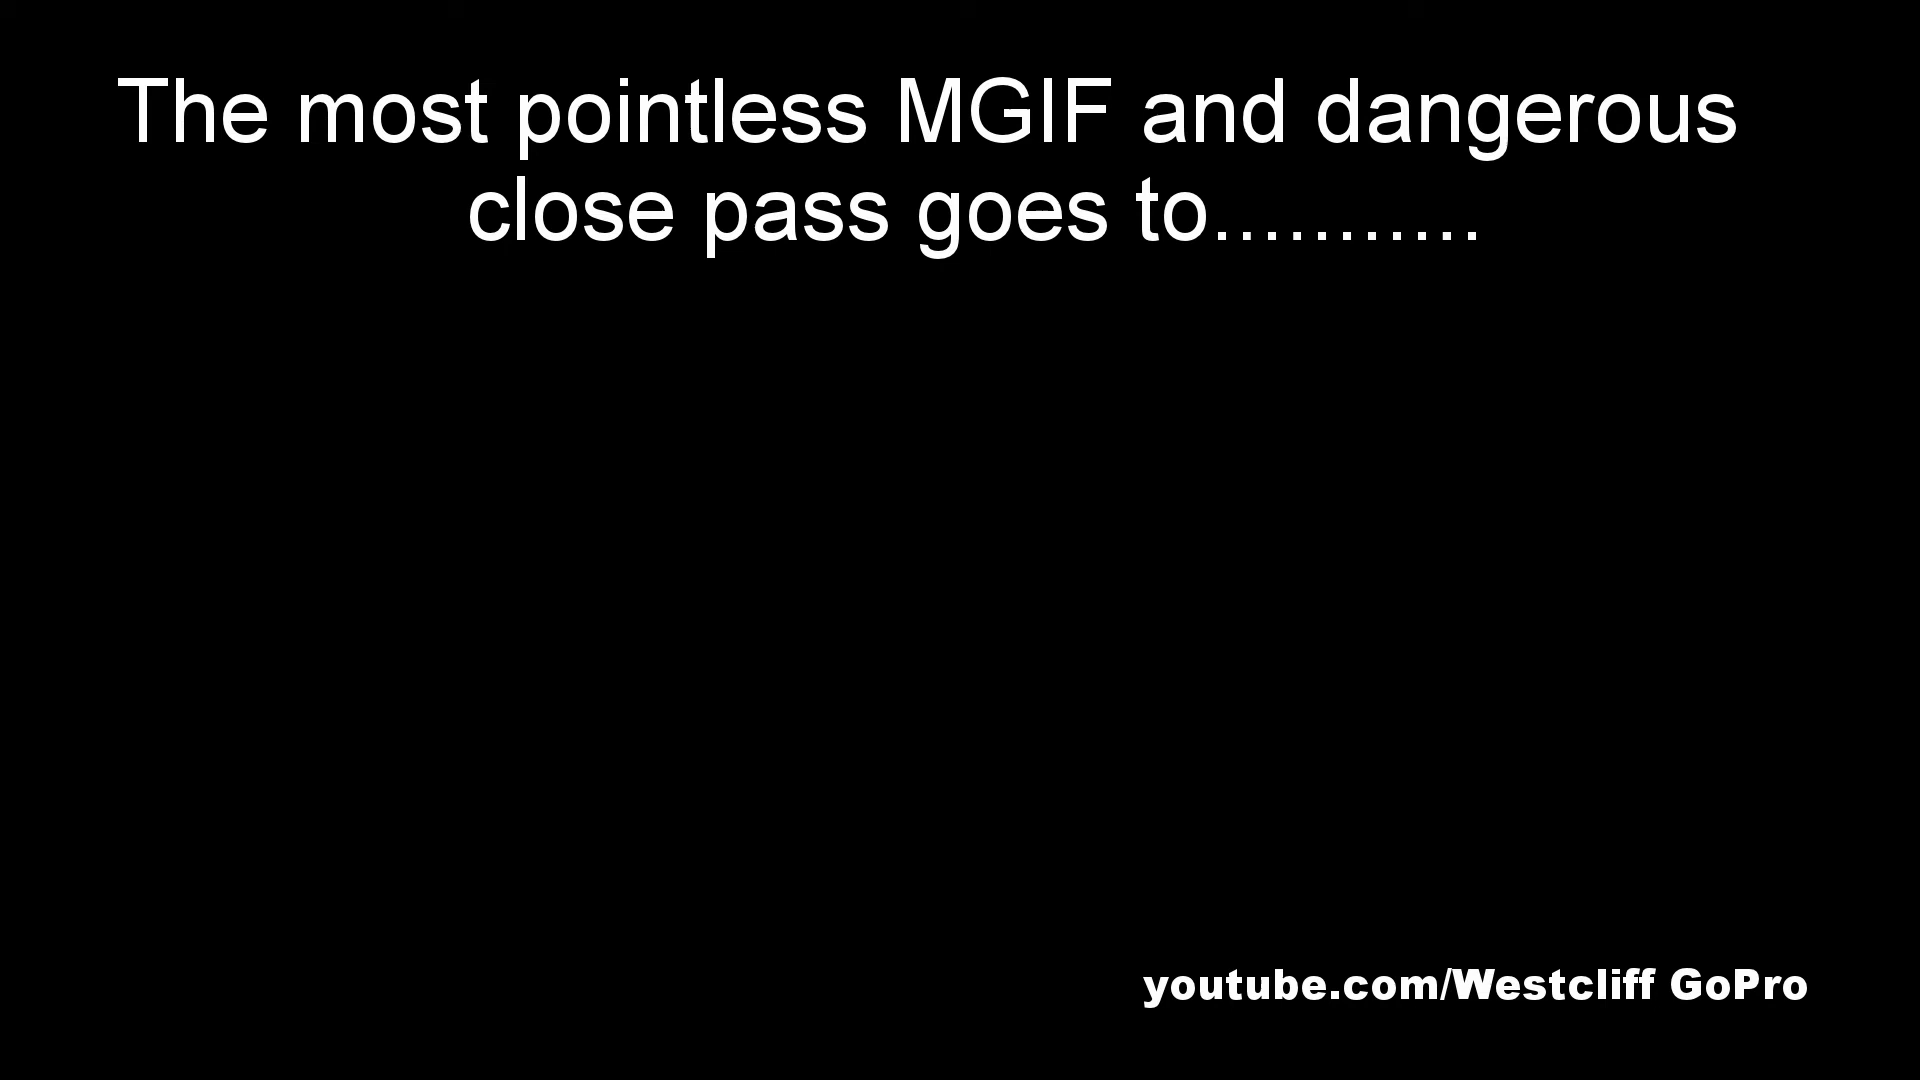 The most pointless MGIF and dangerous
close pass goes to...........
youtube.com/Westcliff GoPro